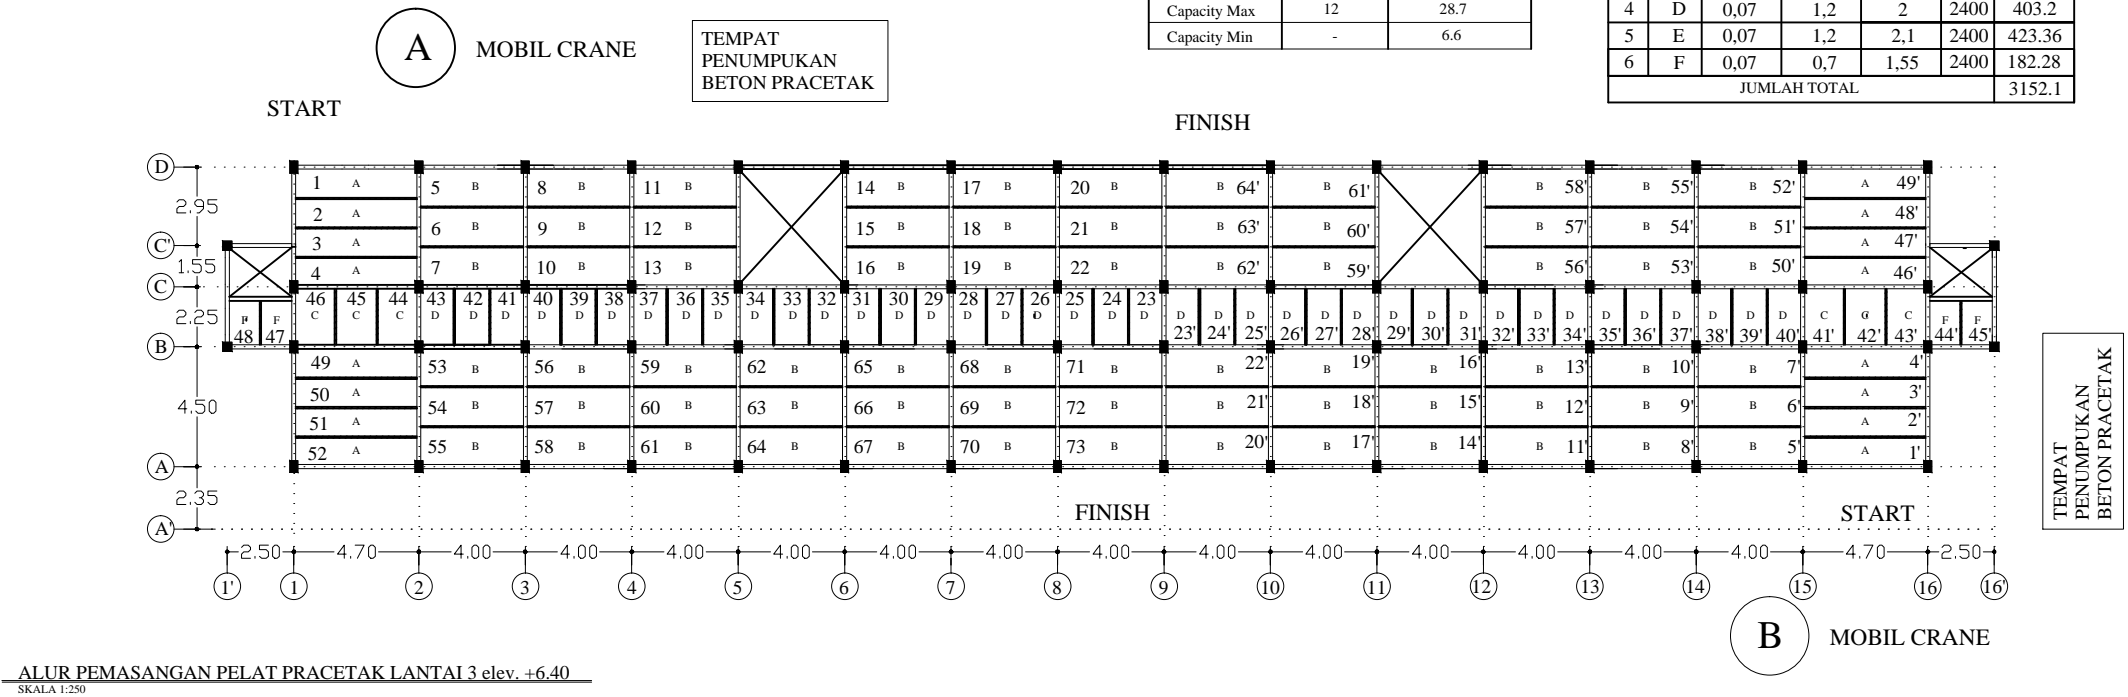 A MOBIL CRANE
TEMPAT
PENUMPUKAN
BETON PRACETAK
Capacity Max 12 28.7
Capacity Min - 6.6
4 D 0,07 1,2 2 2400 403.2
5 E 0,07 1,2 2,1 2400 423.36
6 F 0,07 0,7 1,55 2400 182.28
JUMLAH TOTAL 3152.1
START
FINISH
D
1 A 5 B 8 B 11 B 14 B 17 B 20 B B 64' B 61' B 58' B 55' B 52' A 49'
2.95
2 A 6 B 9 B 12 B 15 B 18 B 21 B B 63' B 60' B 57' B 54' B 51' A 48'
C'
3 A A 47'
1.55
4 A 7 B 10 B 13 B 16 B 19 B 22 B B 62' B 59' B 56' B 53' B 50' A 46'
C
46 45 44 43 42 41 40 39 38 37 36 35 34 33 32 31 30 29 28 27 26 25 24 23
C C C D D D D D D D D D D D D D D D D D D D D D
2.25
F F D D D D D D D D D D D D D D D D D D C C C F F
48 47 23' 24' 25' 26' 27' 28' 29' 30' 31' 32' 33' 34' 35' 36' 37' 38' 39' 40' 41' 42' 43' 44' 45'
B
49 A 53 B 56 B 59 B 62 B 65 B 68 B 71 B B 22' B 19' B 16' B 13' B 10' B 7' A 4'
50 A A 3'
4.50
54 B 57 B 60 B 63 B 66 B 69 B 72 B B 21' B 18' B 15' B 12' B 9' B 6'
51 A A 2'
52 A 55 B 58 B 61 B 64 B 67 B 70 B 73 B B 20' B 17' B 14' B 11' B 8' B 5' A 1'
A
2.35
A'
FINISH
START
TEMPAT
PENUMPUKAN
BETON PRACETAK
2.50 4.70 4.00 4.00 4.00 4.00 4.00 4.00 4.00 4.00 4.00 4.00 4.00 4.00 4.00 4.70 2.50
1' 1 2 3 4 5 6 7 8 9 10 11 12 13 14 15 16 16'
B MOBIL CRANE
ALUR PEMASANGAN PELAT PRACETAK LANTAI 3 elev. +6.40
SKALA 1:250